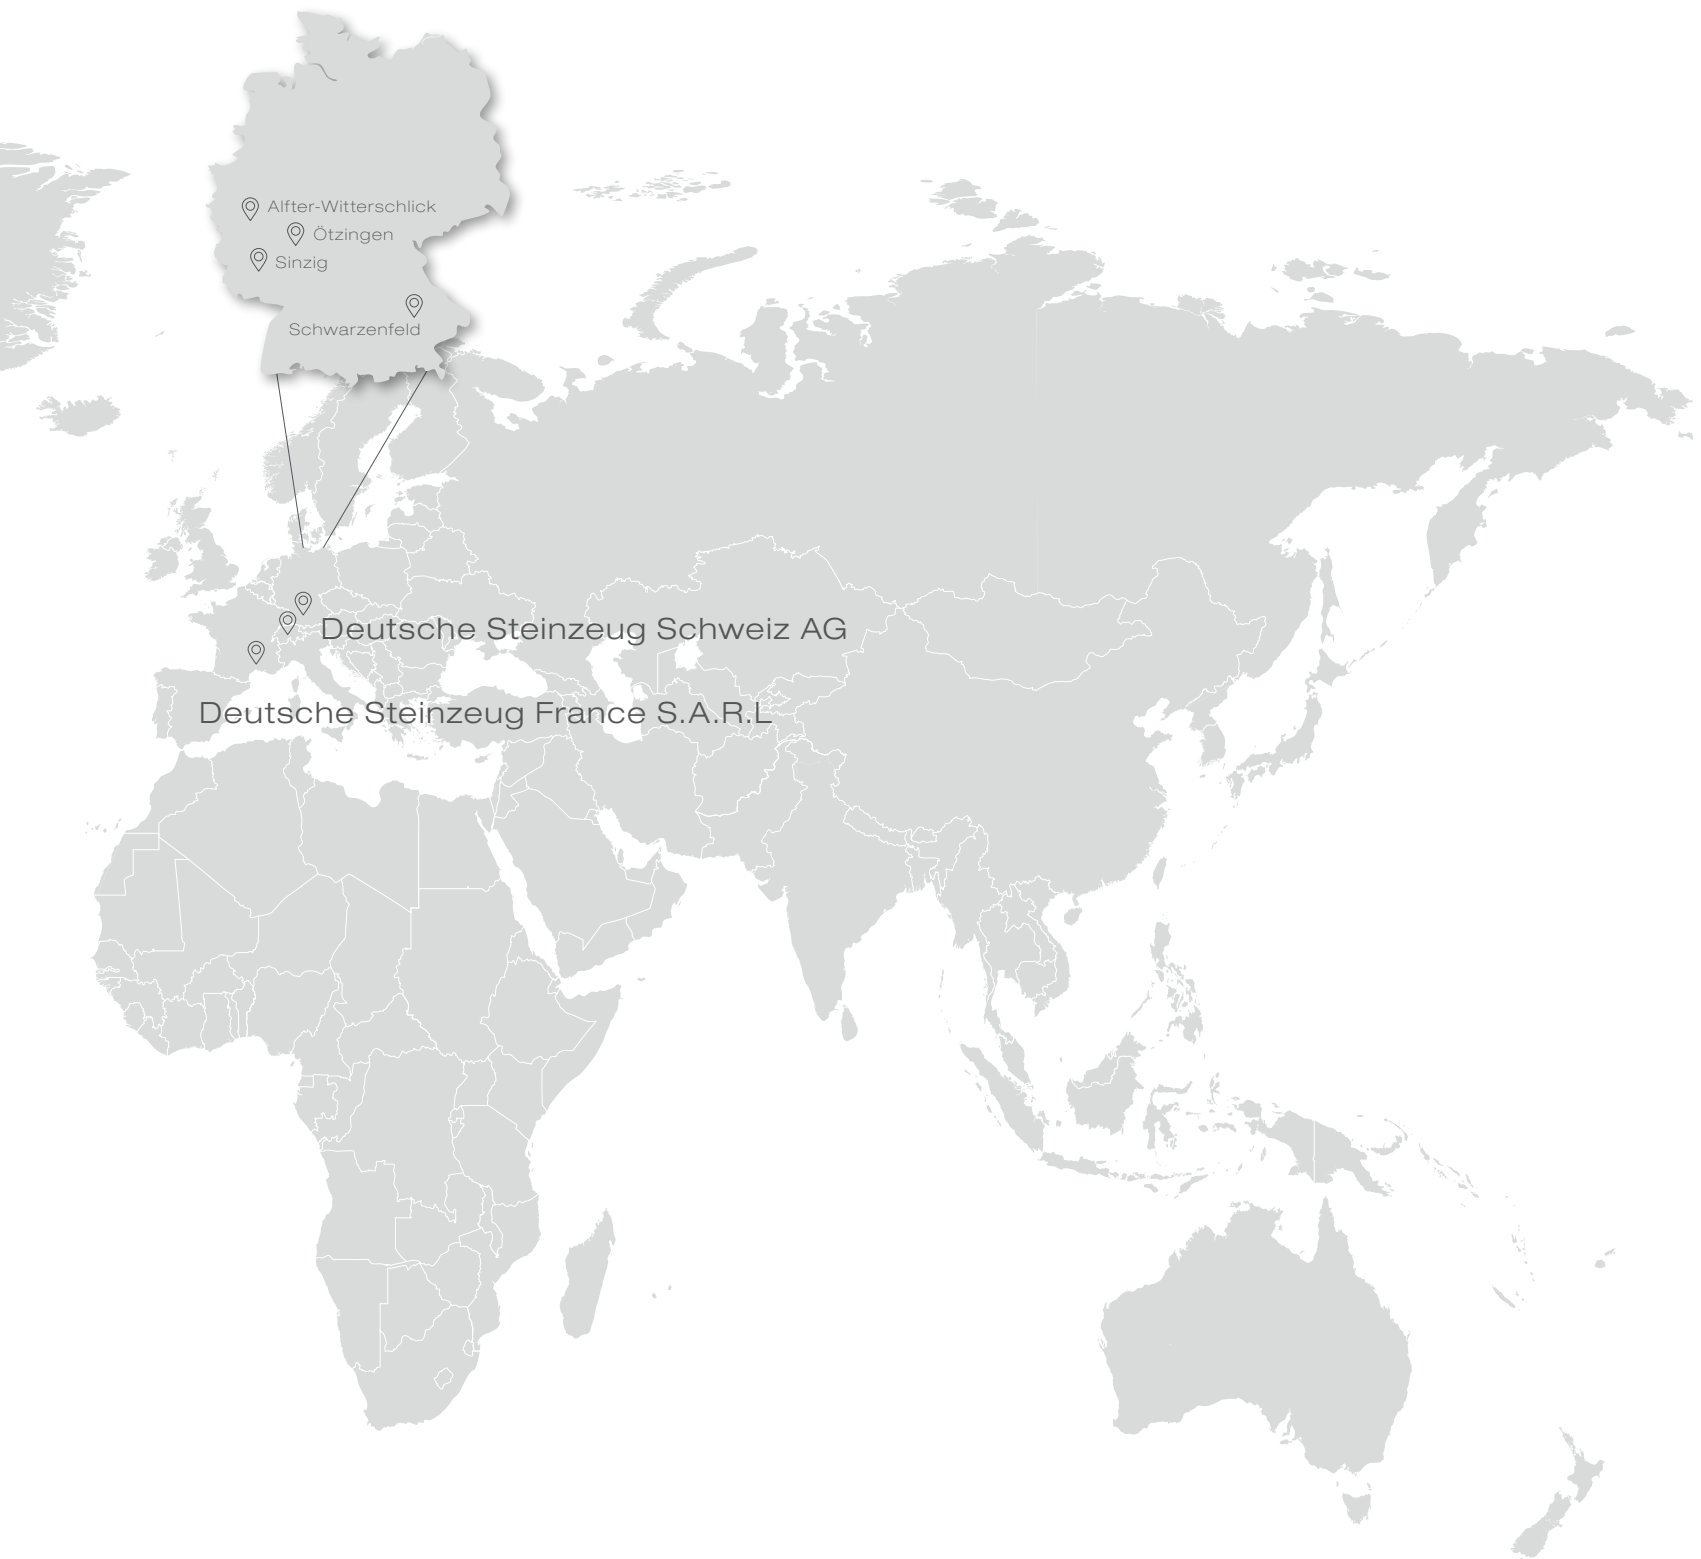 Alfter-Witterschlick
Ötzingen
Sinzig
Schwarzenfeld
Deutsche Steinzeug Schweiz AG
Deutsche Steinzeug France S.A.R.L